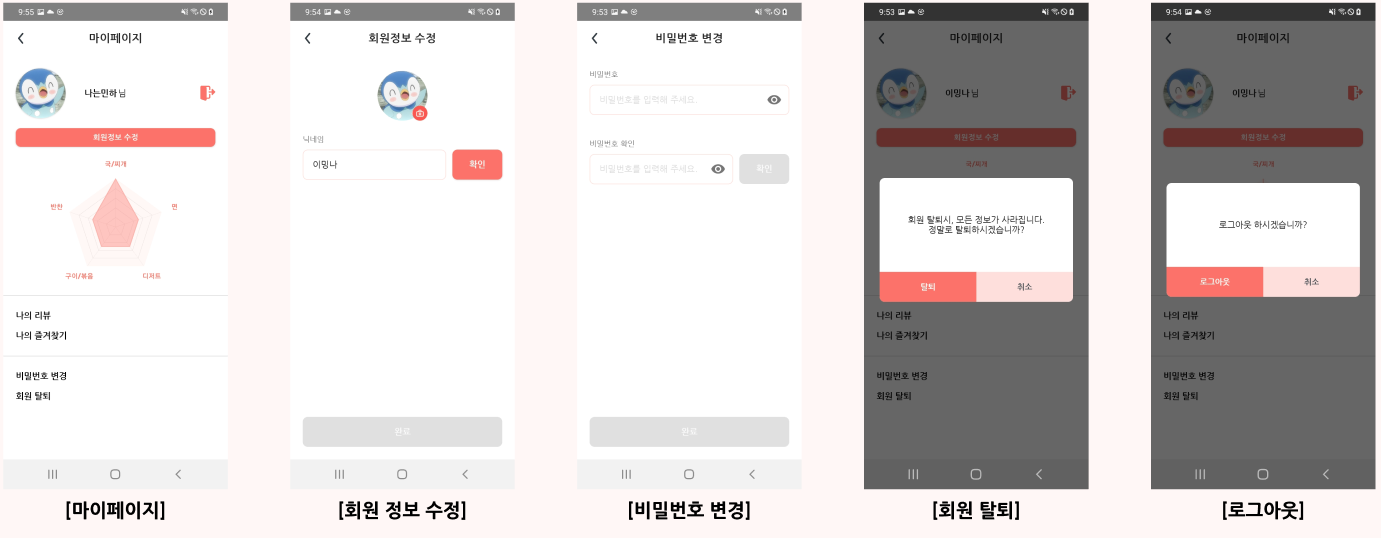 9:55
마이페이지
나는민하 님
회원정보 수정
국/찌개
반찬
면
구이/볶음
디저트
나의 리뷰
나의 즐겨찾기
비밀번호 변경
회원 탈퇴
[마이페이지]
9:54
회원정보 수정
닉네임
이밍나
확인
완료
[회원 정보 수정]
9:53
비밀번호 변경
비밀번호
비밀번호를 입력해 주세요.
비밀번호 확인
비밀번호를 입력해 주세요.
확인
완료
[비밀번호 변경]
9:53
마이페이지
이밍나 님
회원정보 수정
국/찌개
회원 탈퇴시, 모든 정보가 사라집니다.
정말로 탈퇴하시겠습니까?
탈퇴
취소
나의 리뷰
나의 즐겨찾기
비밀번호 변경
회원 탈퇴
[회원 탈퇴]
9:54
마이페이지
이밍나 님
회원정보 수정
국/찌개
로그아웃 하시겠습니까?
로그아웃
취소
나의 리뷰
나의 즐겨찾기
비밀번호 변경
회원 탈퇴
[로그아웃]